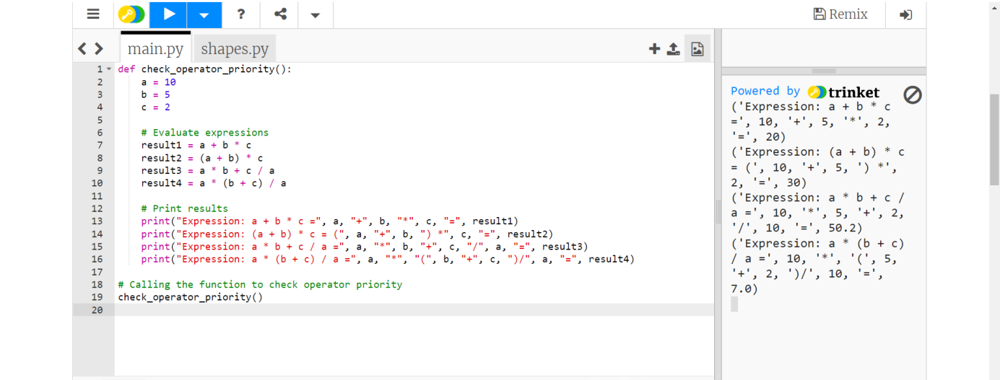 ? Remix
main.py shapes.py
1 def check_operator_priority():
2 a = 10
3 b = 5
4 c = 2
5
6 # Evaluate expressions
7 result1 = a + b * c
8 result2 = (a + b) * c
9 result3 = a * b + c / a
10 result4 = a * (b + c) / a
11
12 # Print results
13 print("Expression: a + b * c =", a, "+", b, "*", c, "=", result1)
14 print("Expression: (a + b) * c = (", a, "+", b, ") *", c, "=", result2)
15 print("Expression: a * b + c / a =", a, "*", b, "+", c, "/", a, "=", result3)
16 print("Expression: a * (b + c) / a =", a, "*", "(", b, "+", c, ")/", a, "=", result4)
17
18 # Calling the function to check operator priority
19 check_operator_priority()
20
Powered by trinket
('Expression: a + b * c
=', 10, '+', 5, '*', 2,
'=', 20)
('Expression: (a + b) * c
= (', 10, '+', 5, ') *',
2, '=', 30)
('Expression: a * b + c /
a =', 10, '*', 5, '+', 2,
'/', 10, '=', 50.2)
('Expression: a * (b + c)
/ a =', 10, '*', '(', 5,
'+', 2, ')/', 10, '=',
7.0)